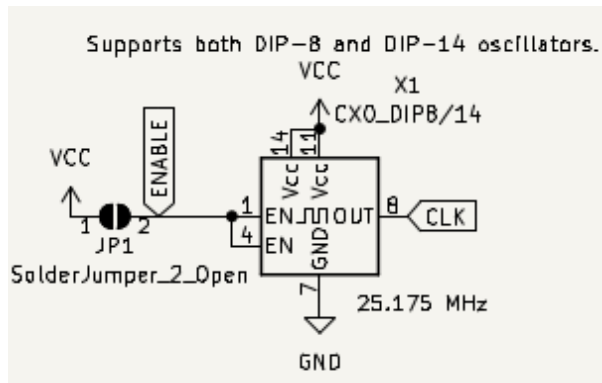 Supports both DIP-8 and DIP-14 oscillators.
VCC
X1
CXO_DIP8/14
ENABLE
VCC
14
11
Vcc
Vcc
1
2
1
EN
OUT
8
CLK
4
EN
GND
JP1
SolderJumper_2_Open
7
25.175 MHz
GND